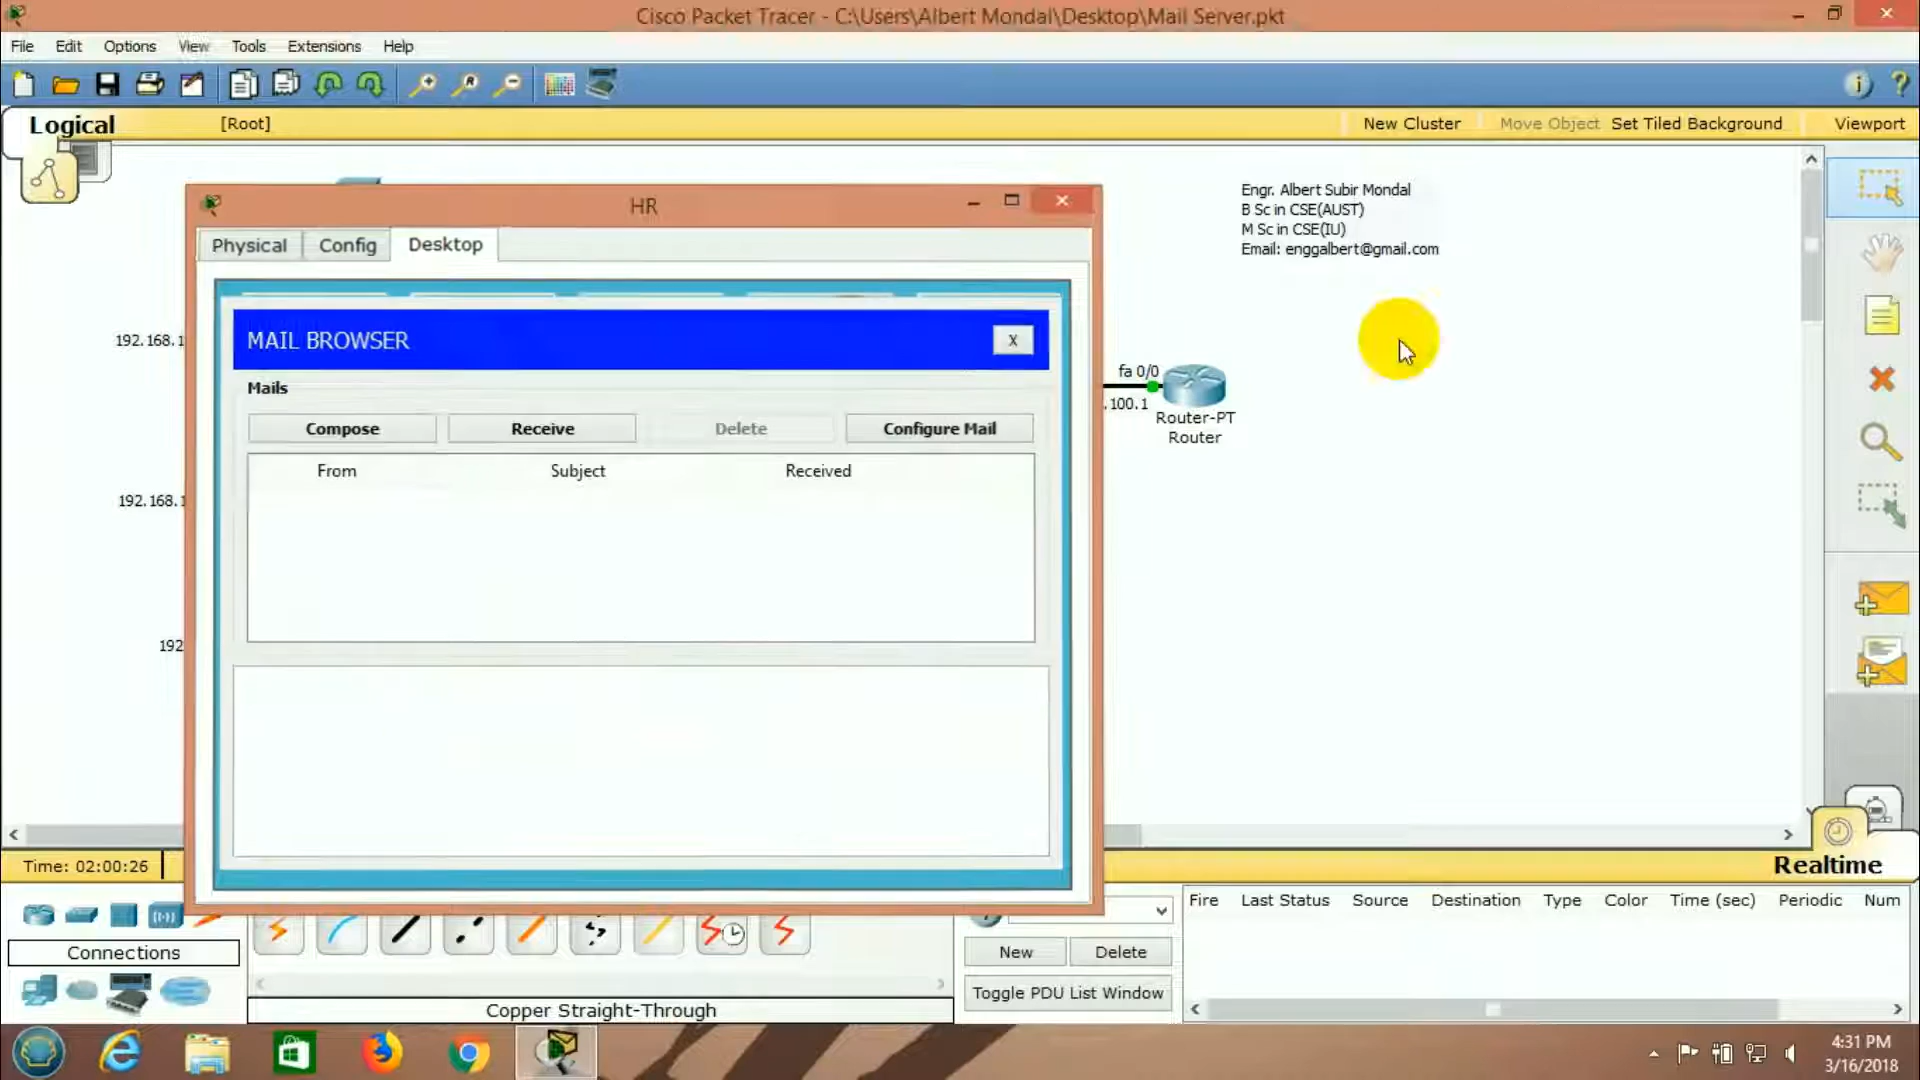 Cisco Packet Tracer - C:\Users\Albert Mondal\Desktop\Mail Server.pkt
File Edit Options View Tools Extensions Help
Logical [Root] New Cluster Move Object Set Tiled Background Viewport
Engr. Albert Subir Mondal
B Sc in CSE(AUST)
M Sc in CSE(IU)
Email: enggalbert@gmail.com
HR
Physical Config Desktop
MAIL BROWSER X
Mails
Compose Receive Delete Configure Mail
From Subject Received
192.168.1
192.168.1
192
fa 0/0
.100.1
Router-PT
Router
Time: 02:00:26
Realtime
Fire Last Status Source Destination Type Color Time (sec) Periodic Num
Connections
New Delete
Toggle PDU List Window
Copper Straight-Through
4:31 PM
3/16/2018